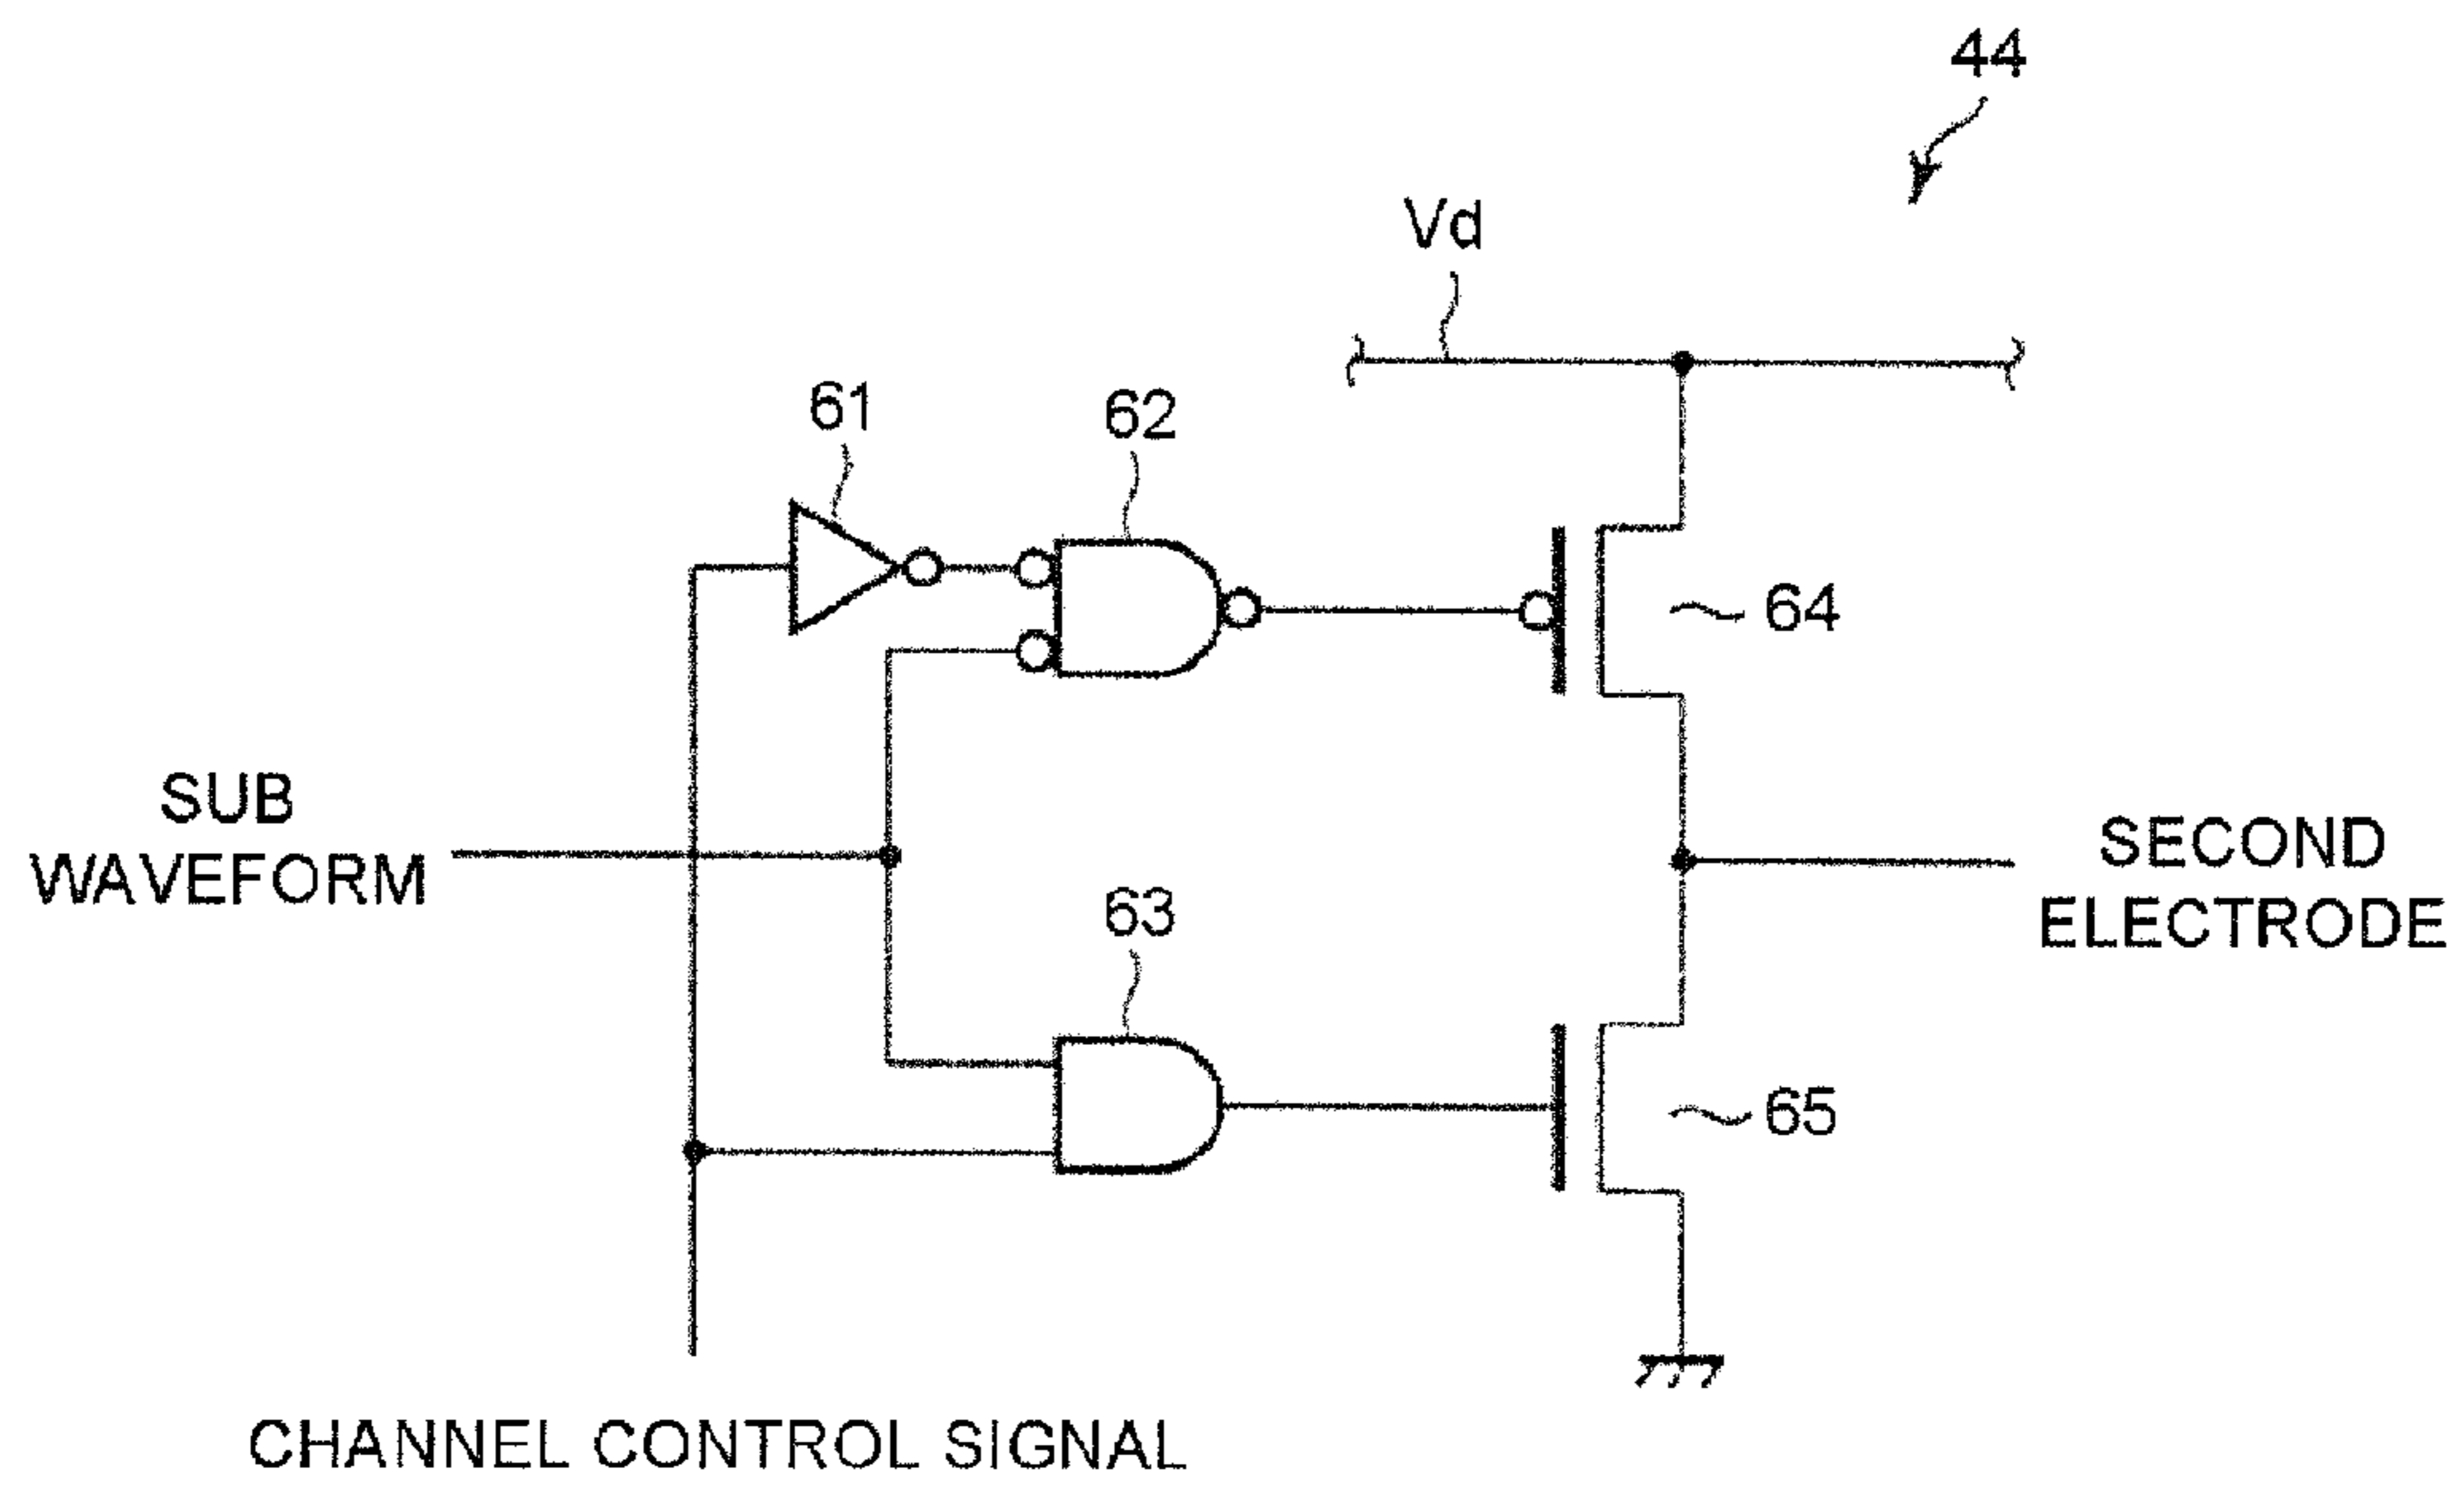 44
Vd
61
62
64
SUB
WAVEFORM
SECOND
ELECTRODE
63
65
CHANNEL CONTROL SIGNAL